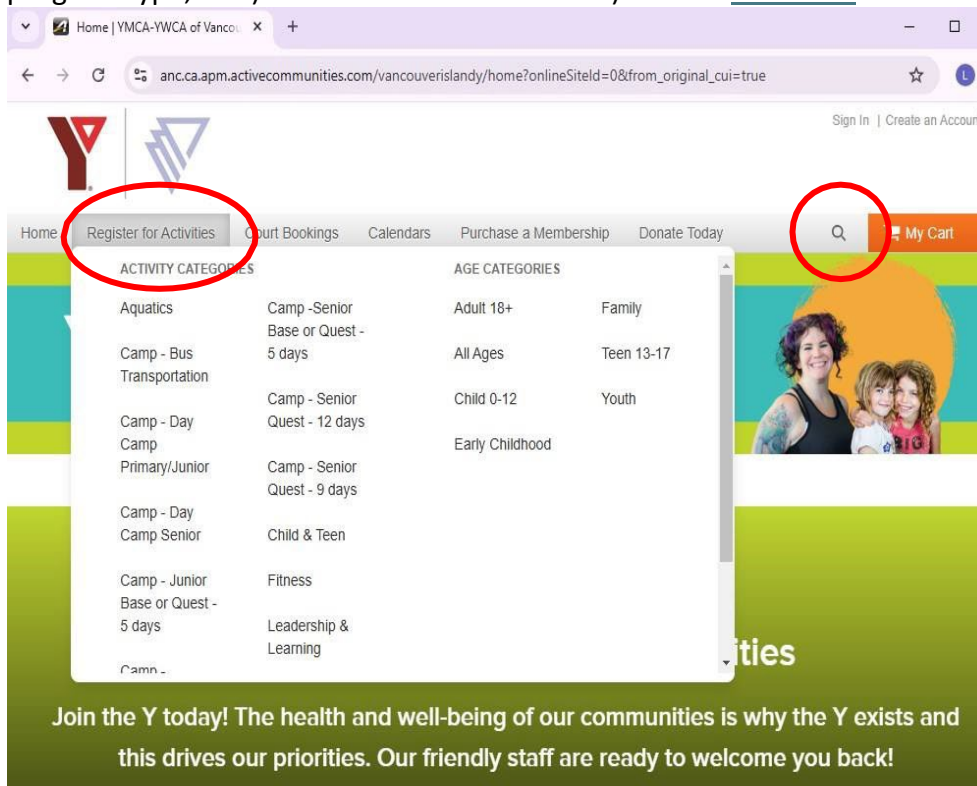 Home | YMCA-YWCA of Vancou
anc.ca.apm.activecommunities.com/vancouverislandy/home?onlineSiteId=0&from_original_cui=true
L
Sign In | Create an Accoun
Y
Home Register for Activities Court Bookings Calendars Purchase a Membership Donate Today My Cart
ACTIVITY CATEGORIES
Aquatics
Camp - Bus
Transportation
Camp - Day
Camp
Primary/Junior
Camp - Day
Camp Senior
Camp - Junior
Base or Quest -
5 days
Camp -
Camp -Senior
Base or Quest -
5 days
Camp - Senior
Quest - 12 days
Camp - Senior
Quest - 9 days
Child & Teen
Fitness
Leadership &
Learning
AGE CATEGORIES
Adult 18+
All Ages
Child 0-12
Early Childhood
Family
Teen 13-17
Youth
ities
Join the Y today! The health and well-being of our communities is why the Y exists and
this drives our priorities. Our friendly staff are ready to welcome you back!